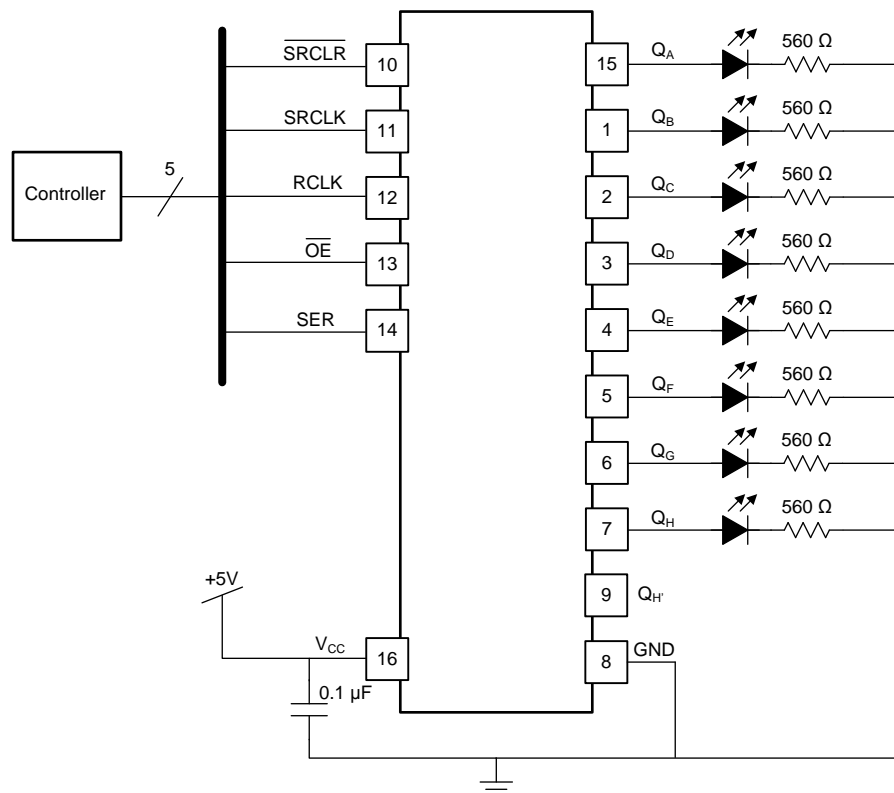 SRCLR
10
SRCLK
11
RCLK
12
OE
13
SER
14
Controller
5
+5V
VCC
16
0.1 µF
15
QA
560 Ω
1
QB
560 Ω
2
QC
560 Ω
3
QD
560 Ω
4
QE
560 Ω
5
QF
560 Ω
6
QG
560 Ω
7
QH
560 Ω
9
QH'
8
GND